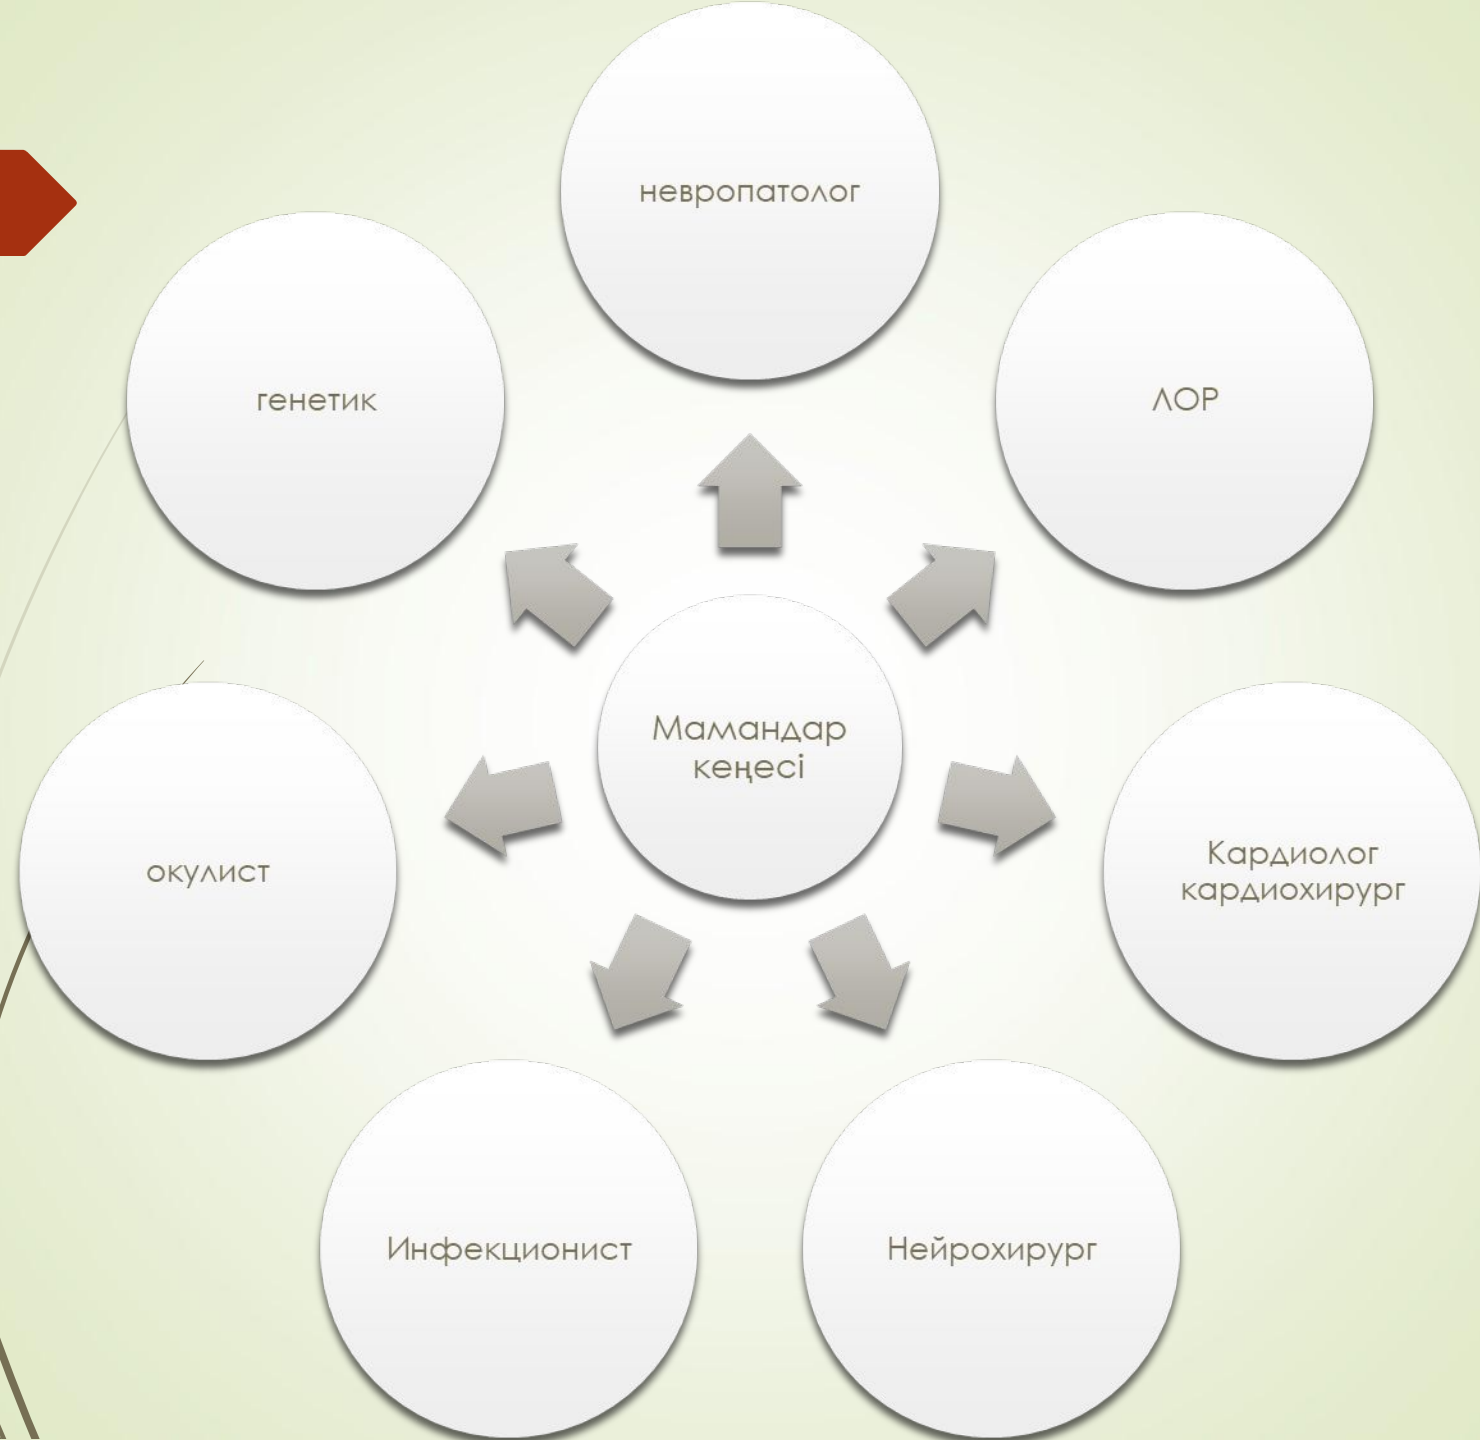 невропатолог
генетик
ЛОР
Мамандар
кеңесі
Кардиолог
кардиохирург
окулист
Инфекционист
Нейрохирург